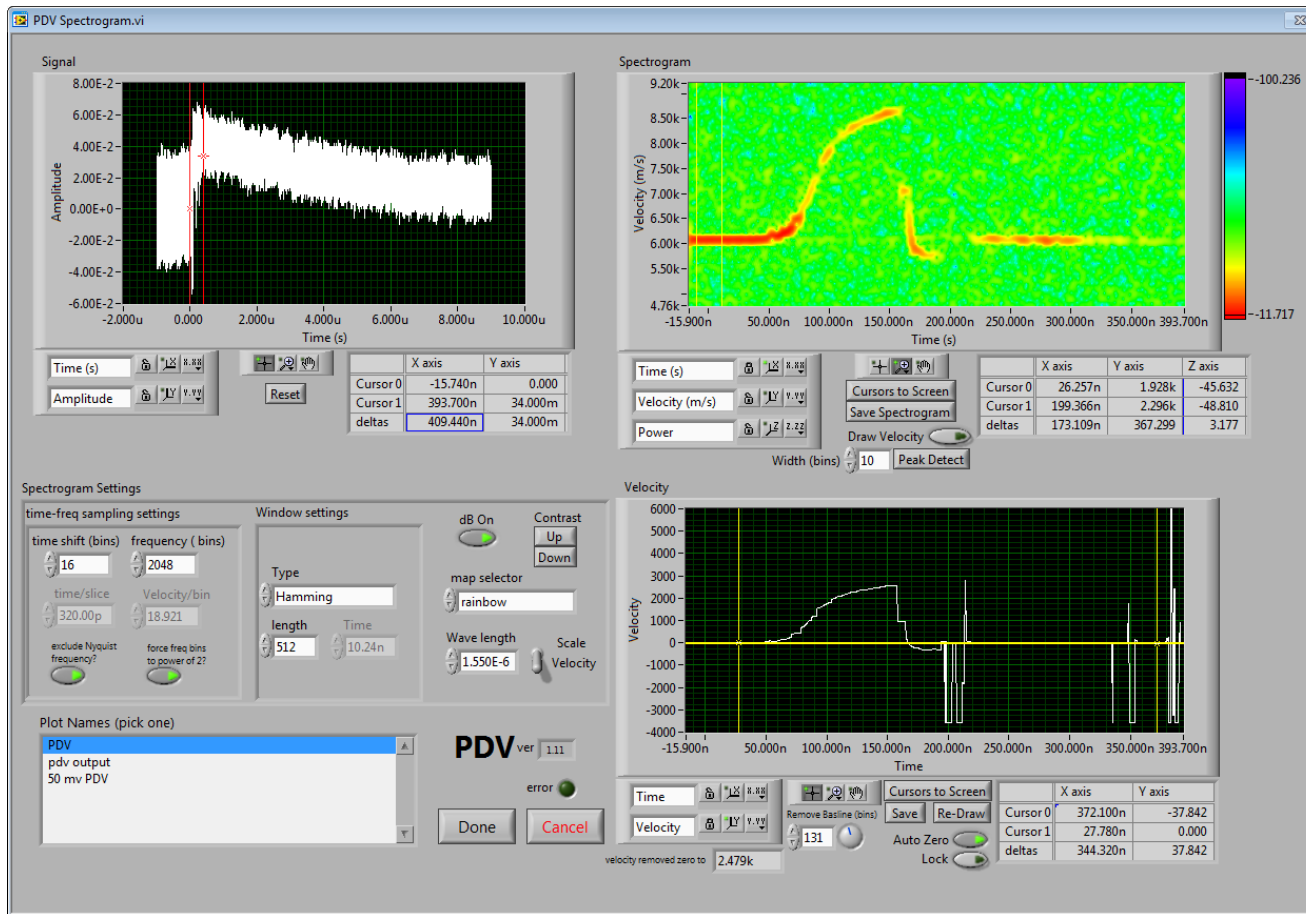 PDV Spectrogram.vi
Signal
8.00E-2
6.00E-2
4.00E-2
2.00E-2
0.00E+0
-2.00E-2
-4.00E-2
-6.00E-2
Amplitude
-2.000u 0.000 2.000u 4.000u 6.000u 8.000u 10.000u
Time (s)
Time (s)
Amplitude
Reset
X axis Y axis
Cursor 0 -15.740n 0.000
Cursor 1 393.700n 34.000m
deltas 409.440n 34.000m
Spectrogram
9.20k
8.50k
8.00k
7.00k
6.50k
6.00k
5.50k
4.76k
Velocity (m/s)
-15.900n 50.000n 100.000n 150.000n 200.000n 250.000n 300.000n 393.700n
Time (s)
-100.236
-11.717
Time (s)
Velocity (m/s)
Power
Cursors to Screen
Save Spectrogram
Draw Velocity
Width (bins) 10 Peak Detect
X axis Y axis Z axis
Cursor 0 26.257n 1.928k -45.632
Cursor 1 199.366n 2.296k -48.810
deltas 173.109n 367.299 3.177
Spectrogram Settings
time-freq sampling settings
time shift (bins) frequency ( bins)
16 2048
time/slice Velocity/bin
320.00p 18.921
exclude Nyquist frequency?
force freq bins to power of 2?
Window settings
Type
Hamming
length Time
512 10.24n
dB On
Contrast
Up
Down
map selector
rainbow
Wave length
1.550E-6
Scale
Velocity
Plot Names (pick one)
PDV
pdv output
50 mv PDV
PDV ver 1.11
error
Done Cancel
Velocity
6000
5000
4000
3000
2000
1000
0
-1000
-2000
-3000
-4000
Velocity
-15.900n 50.000n 100.000n 150.000n 200.000n 250.000n 300.000n 350.000n 393.700n
Time
Time
Velocity
velocity removed zero to 2.479k
Remove Basline (bins)
131
Cursors to Screen
Save Re-Draw
Auto Zero
Lock
X axis Y axis
Cursor 0 372.100n -37.842
Cursor 1 27.780n 0.000
deltas 344.320n 37.842